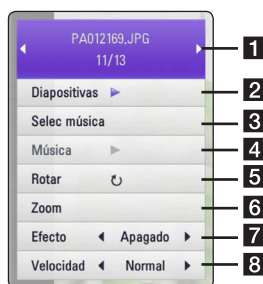 PA012169.JPG
11/13
1
Diapositivas
2
Selec música
3
Música
4
Rotar
5
Zoom
6
Efecto Apagado
7
Velocidad Normal
8